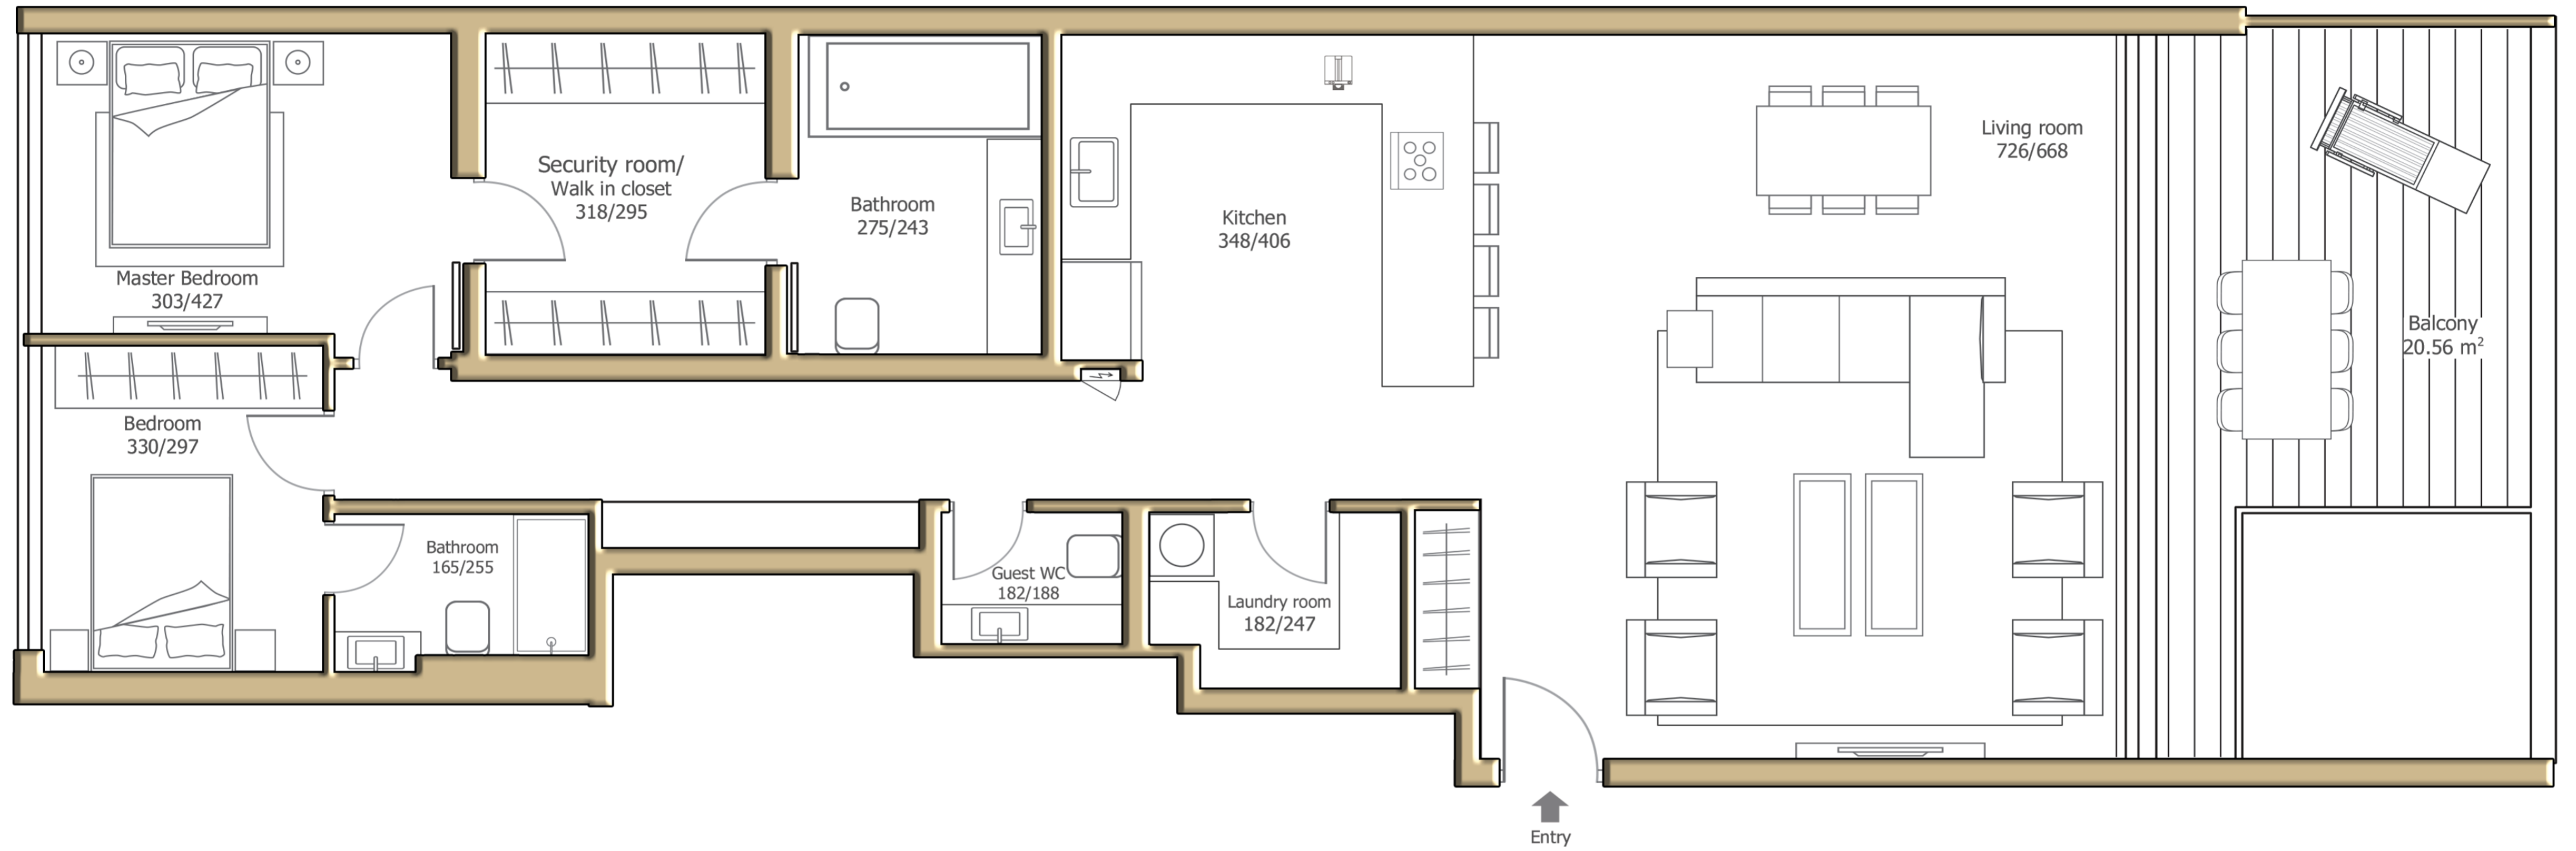 Master Bedroom
303/427
Security room/
Walk in closet
318/295
Bathroom
275/243
Kitchen
348/406
Living room
726/668
Balcony
20.56 m²
Bedroom
330/297
Bathroom
165/255
Guest WC
182/188
Laundry room
182/247
Entry